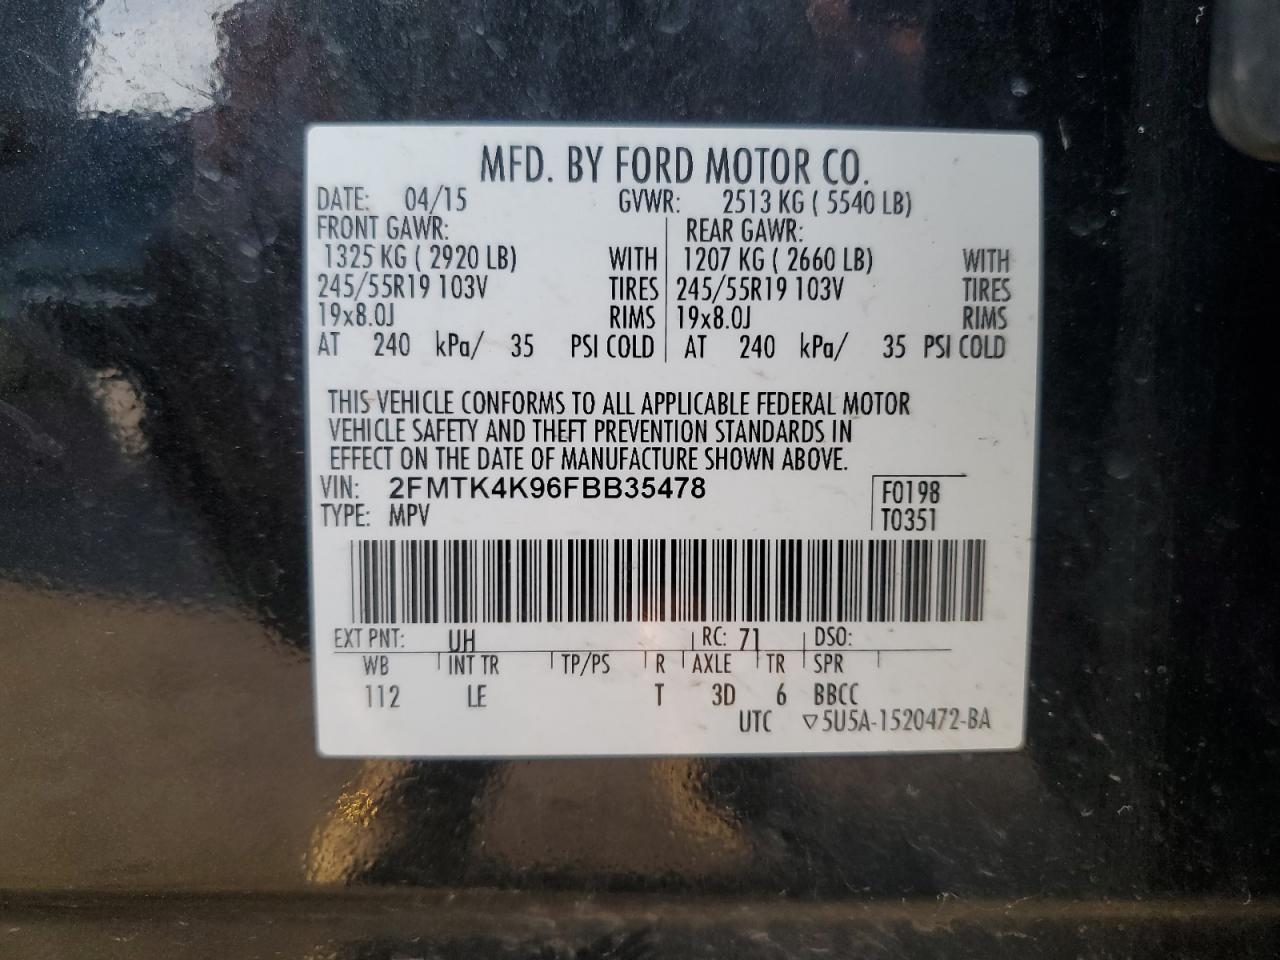 MFD. BY FORD MOTOR CO.
DATE: 04/15 GVWR: 2513 KG ( 5540 LB)
FRONT GAWR: REAR GAWR:
1325 KG ( 2920 LB) WITH 1207 KG ( 2660 LB) WITH
245/55R19 103V TIRES 245/55R19 103V TIRES
19x8.0J RIMS 19x8.0J RIMS
AT 240 kPa/ 35 PSI COLD AT 240 kPa/ 35 PSI COLD
THIS VEHICLE CONFORMS TO ALL APPLICABLE FEDERAL MOTOR
VEHICLE SAFETY AND THEFT PREVENTION STANDARDS IN
EFFECT ON THE DATE OF MANUFACTURE SHOWN ABOVE.
VIN: 2FMTK4K96FBB35478 F0198
TYPE: MPV T0351
EXT PNT: UH RC: 71 DSO:
WB INT TR TP/PS R AXLE TR SPR
112 LE T 3D 6 BBCC
UTC ▽5U5A-1520472-BA